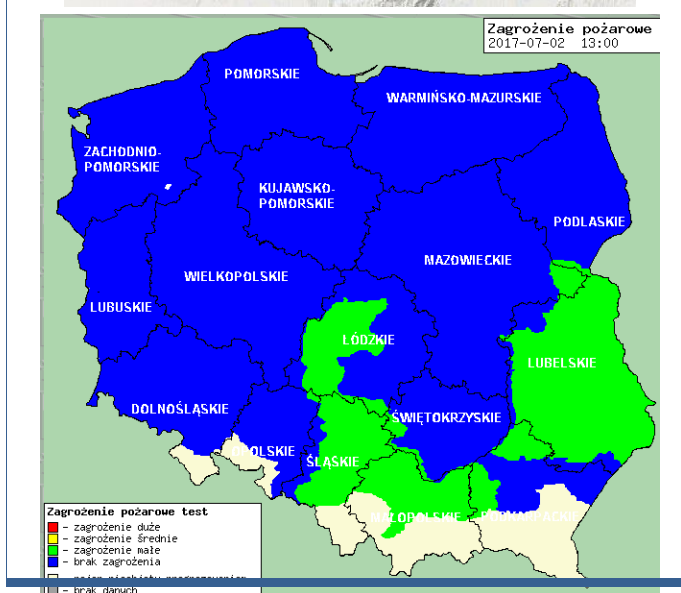 Zagrożenie pożarowe
2017-07-02 13:00
POMORSKIE
WARMIŃSKO-MAZURSKIE
ZACHODNIO-
POMORSKIE
KUJAWSKO-
POMORSKIE
PODLASKIE
MAZOWIECKIE
WIELKOPOLSKIE
LUBUSKIE
ŁÓDZKIE
LUBELSKIE
DOLNOŚLĄSKIE
ŚWIĘTOKRZYSKIE
OPOLSKIE
ŚLĄSKIE
MAŁOPOLSKIE
PODKARPACKIE
Zagrożenie pożarowe test
- zagrożenie duże
- zagrożenie średnie
- zagrożenie małe
- brak zagrożenia
- brak danych